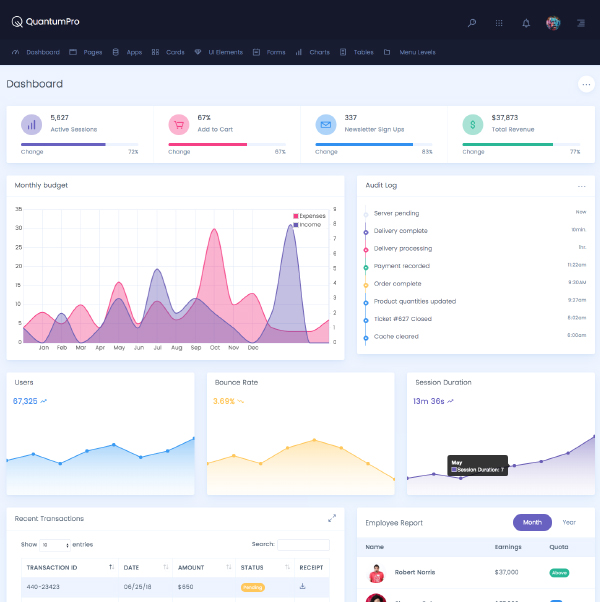 QuantumPro
Dashboard Pages Apps Cards UI Elements Forms Charts Tables Menu Levels
Dashboard
5,627
Active Sessions
Change 72%
67%
Add to Cart
Change 67%
337
Newsletter Sign Ups
Change 83%
$37,873
Total Revenue
Change 77%
Monthly budget
Expenses
Income
35
30
25
20
15
10
5
0
9
8
7
6
5
4
3
2
1
0
Jan Feb Mar Apr May Jun Jul Aug Sep Oct Nov Dec
Audit Log
Server pending Now
Delivery complete 10min.
Delivery processing 1hr.
Payment recorded 11:22am
Order complete 9:30AM
Product quantities updated 9:27am
Ticket #627 Closed 6:02am
Cache cleared 6:00am
Users
67,325
Bounce Rate
3.69%
Session Duration
13m 36s
May
Session Duration: 7
Recent Transactions
Show 10 entries
Search:
TRANSACTION ID DATE AMOUNT STATUS RECEIPT
440-23423 06/25/18 $650 Pending
Employee Report
Month Year
Name Earnings Quota
Robert Norris $37,000 Above